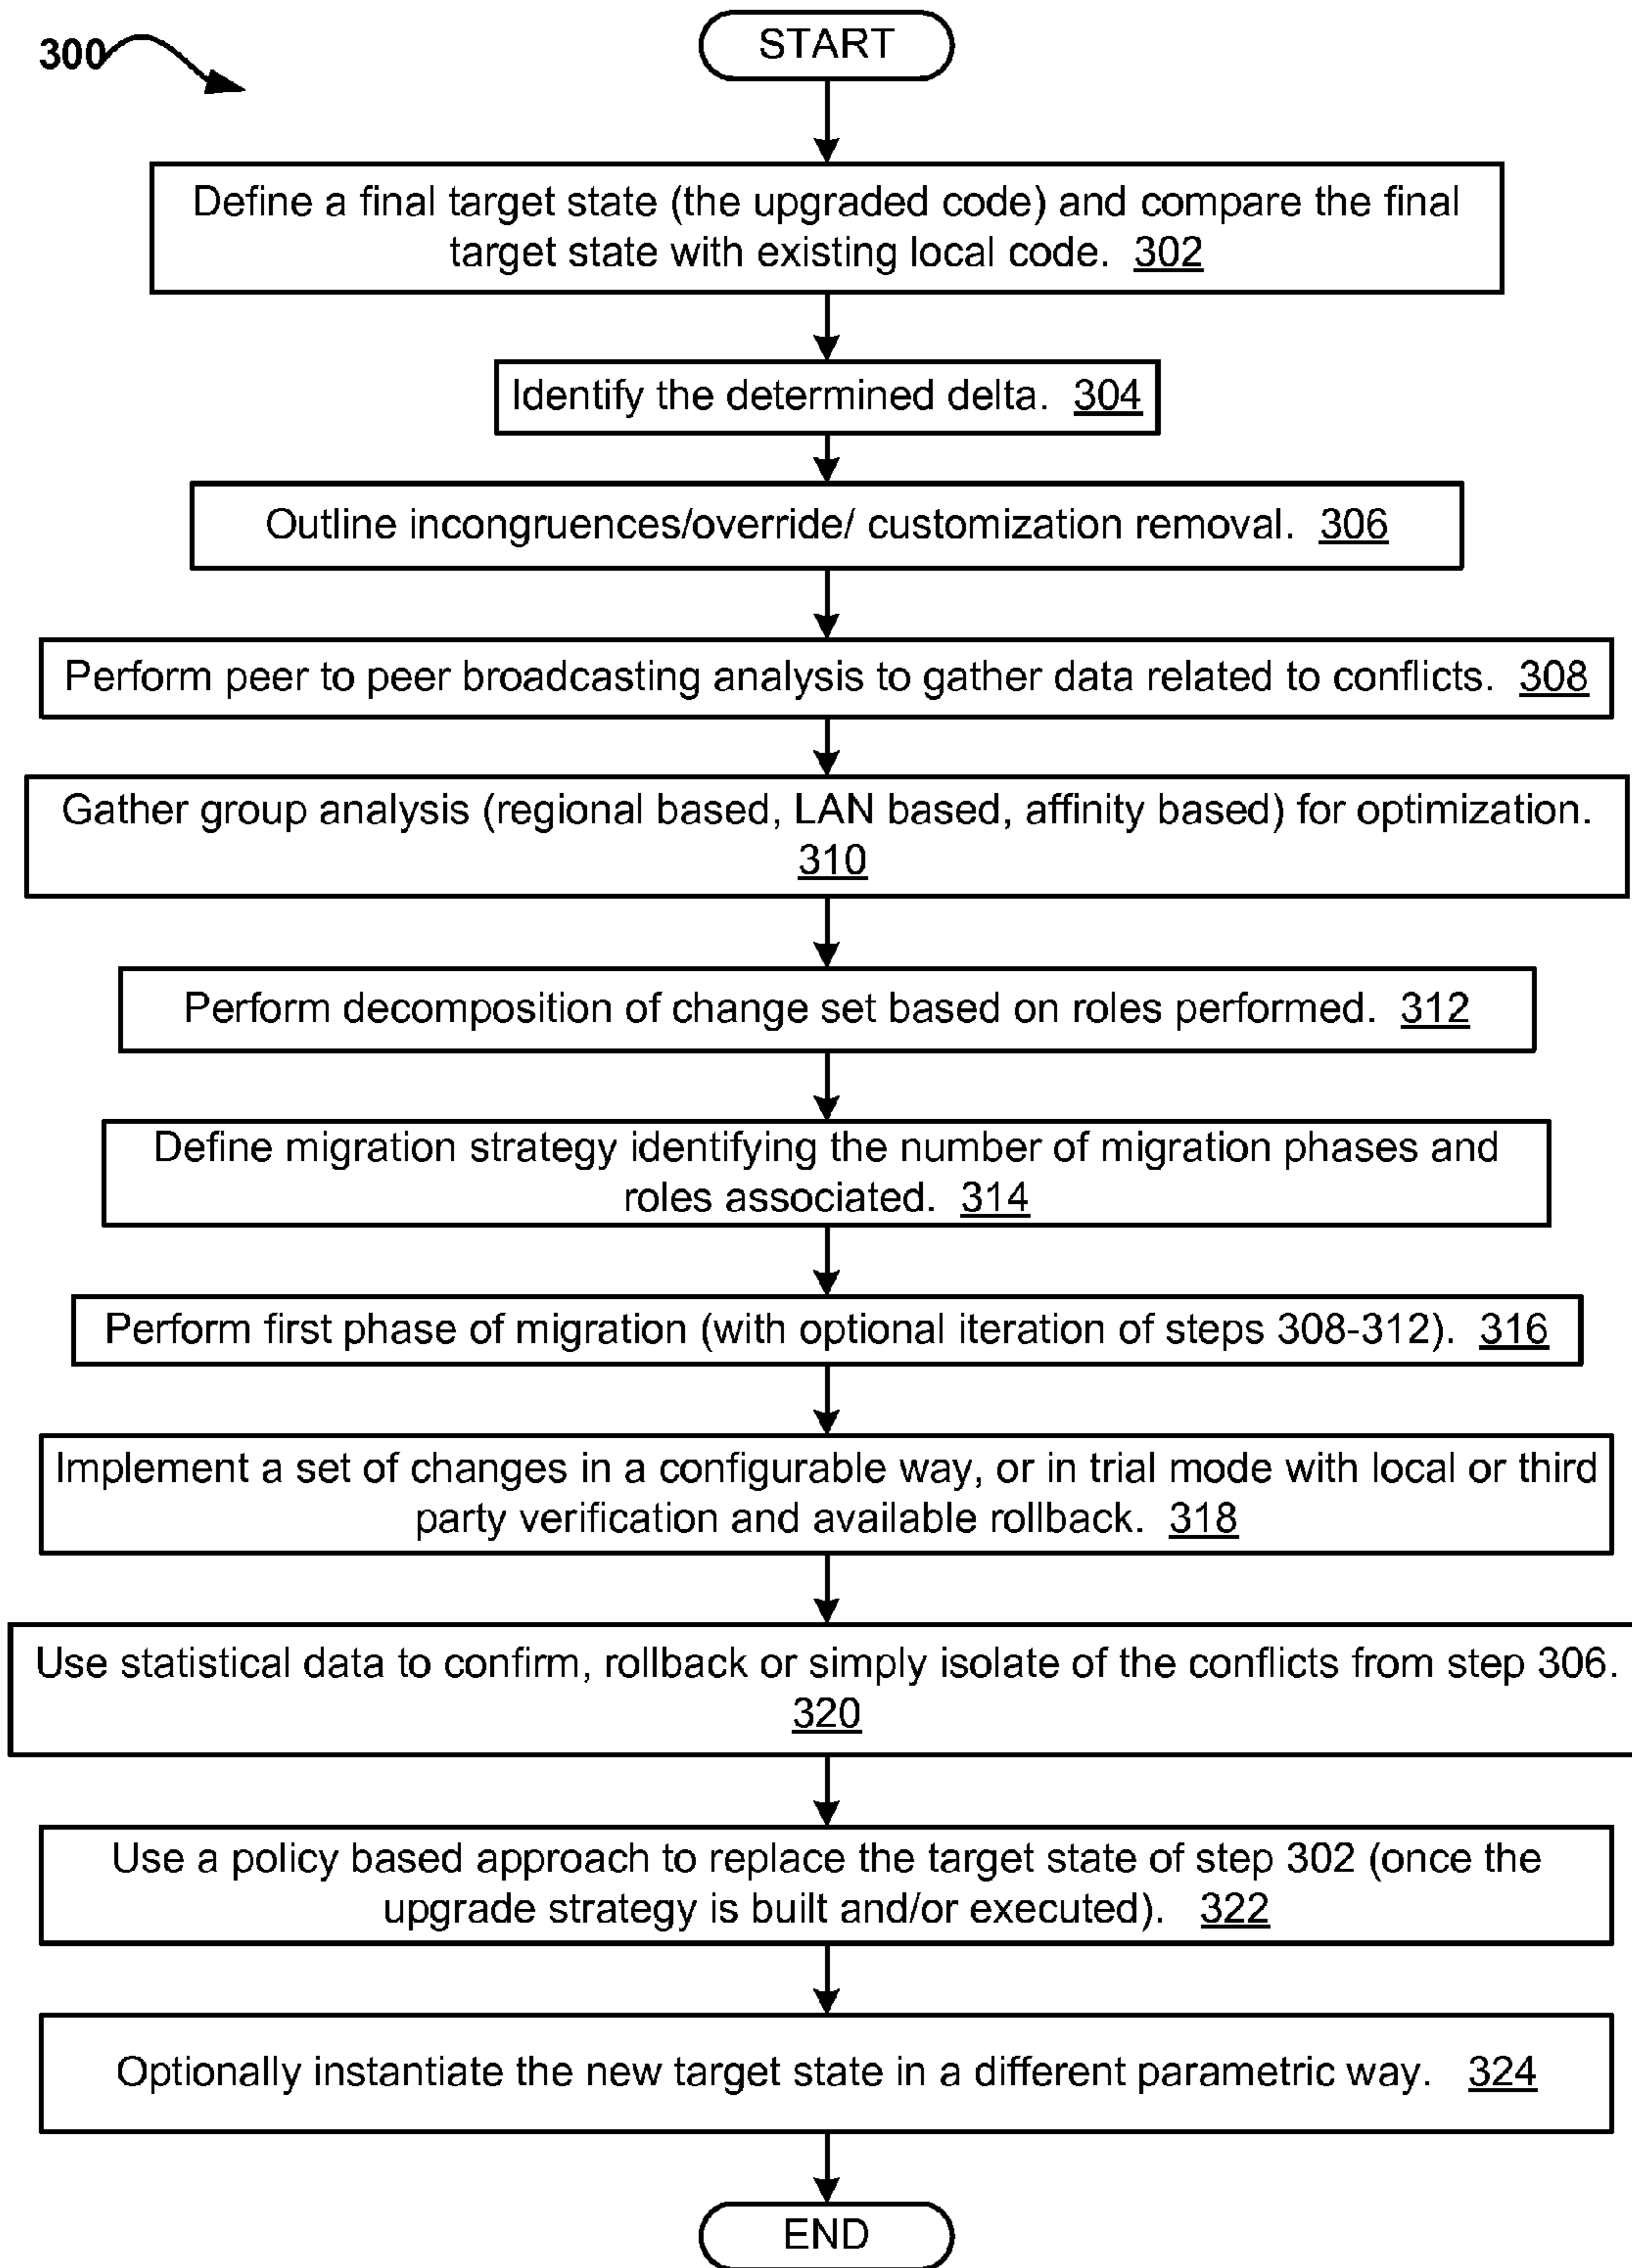 300
START
Define a final target state (the upgraded code) and compare the final
target state with existing local code. 302
Identify the determined delta. 304
Outline incongruences/override/ customization removal. 306
Perform peer to peer broadcasting analysis to gather data related to conflicts. 308
Gather group analysis (regional based, LAN based, affinity based) for optimization.
310
Perform decomposition of change set based on roles performed. 312
Define migration strategy identifying the number of migration phases and
roles associated. 314
Perform first phase of migration (with optional iteration of steps 308-312). 316
Implement a set of changes in a configurable way, or in trial mode with local or third
party verification and available rollback. 318
Use statistical data to confirm, rollback or simply isolate of the conflicts from step 306.
320
Use a policy based approach to replace the target state of step 302 (once the
upgrade strategy is built and/or executed). 322
Optionally instantiate the new target state in a different parametric way. 324
END